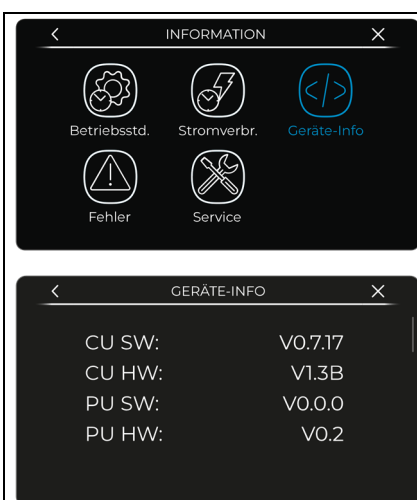 INFORMATION
Betriebsstd. Stromverbr. Geräte-Info
Fehler Service
GERÄTE-INFO
CU SW: V0.7.17
CU HW: V1.3B
PU SW: V0.0.0
PU HW: V0.2